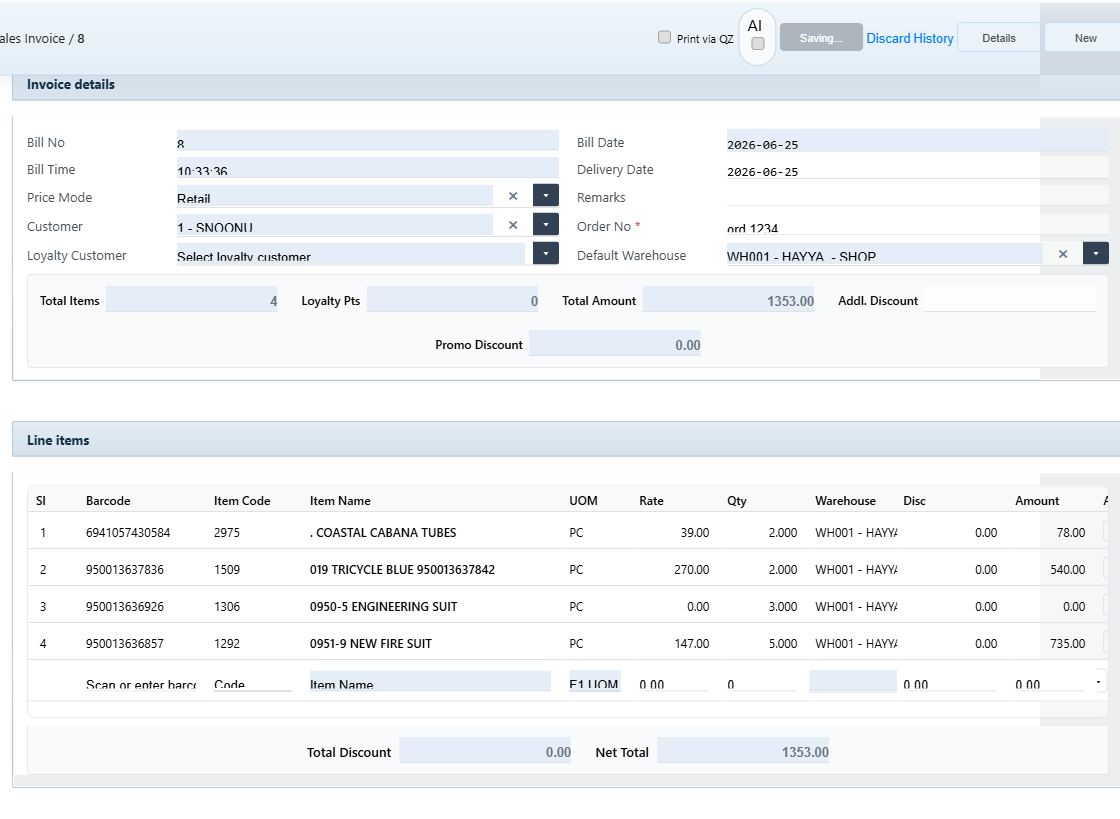 ales Invoice / 8
Print via QZ
AI
Saving...
Discard History
Details
New
Invoice details
Bill No 8 Bill Date 2026-06-25
Bill Time 10:33:36 Delivery Date 2026-06-25
Price Mode Retail ✕ Remarks
Customer 1 - SNOONU ✕ Order No * ord 1234
Loyalty Customer Select loyalty customer Default Warehouse WH001 - HAYYA - SHOP ✕
Total Items 4 Loyalty Pts 0 Total Amount 1353.00 Addl. Discount
Promo Discount 0.00
Line items
Sl Barcode Item Code Item Name UOM Rate Qty Warehouse Disc Amount
1 6941057430584 2975 . COASTAL CABANA TUBES PC 39.00 2.000 WH001 - HAYYA 0.00 78.00
2 950013637836 1509 019 TRICYCLE BLUE 950013637842 PC 270.00 2.000 WH001 - HAYYA 0.00 540.00
3 950013636926 1306 0950-5 ENGINEERING SUIT PC 0.00 3.000 WH001 - HAYYA 0.00 0.00
4 950013636857 1292 0951-9 NEW FIRE SUIT PC 147.00 5.000 WH001 - HAYYA 0.00 735.00
Scan or enter barco Code Item Name F1 UOM 0.00 0 0.00 0.00
Total Discount 0.00 Net Total 1353.00